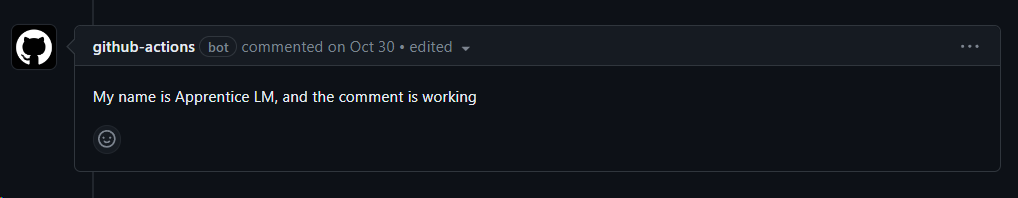 github-actions bot commented on Oct 30 • edited
My name is Apprentice LM, and the comment is working